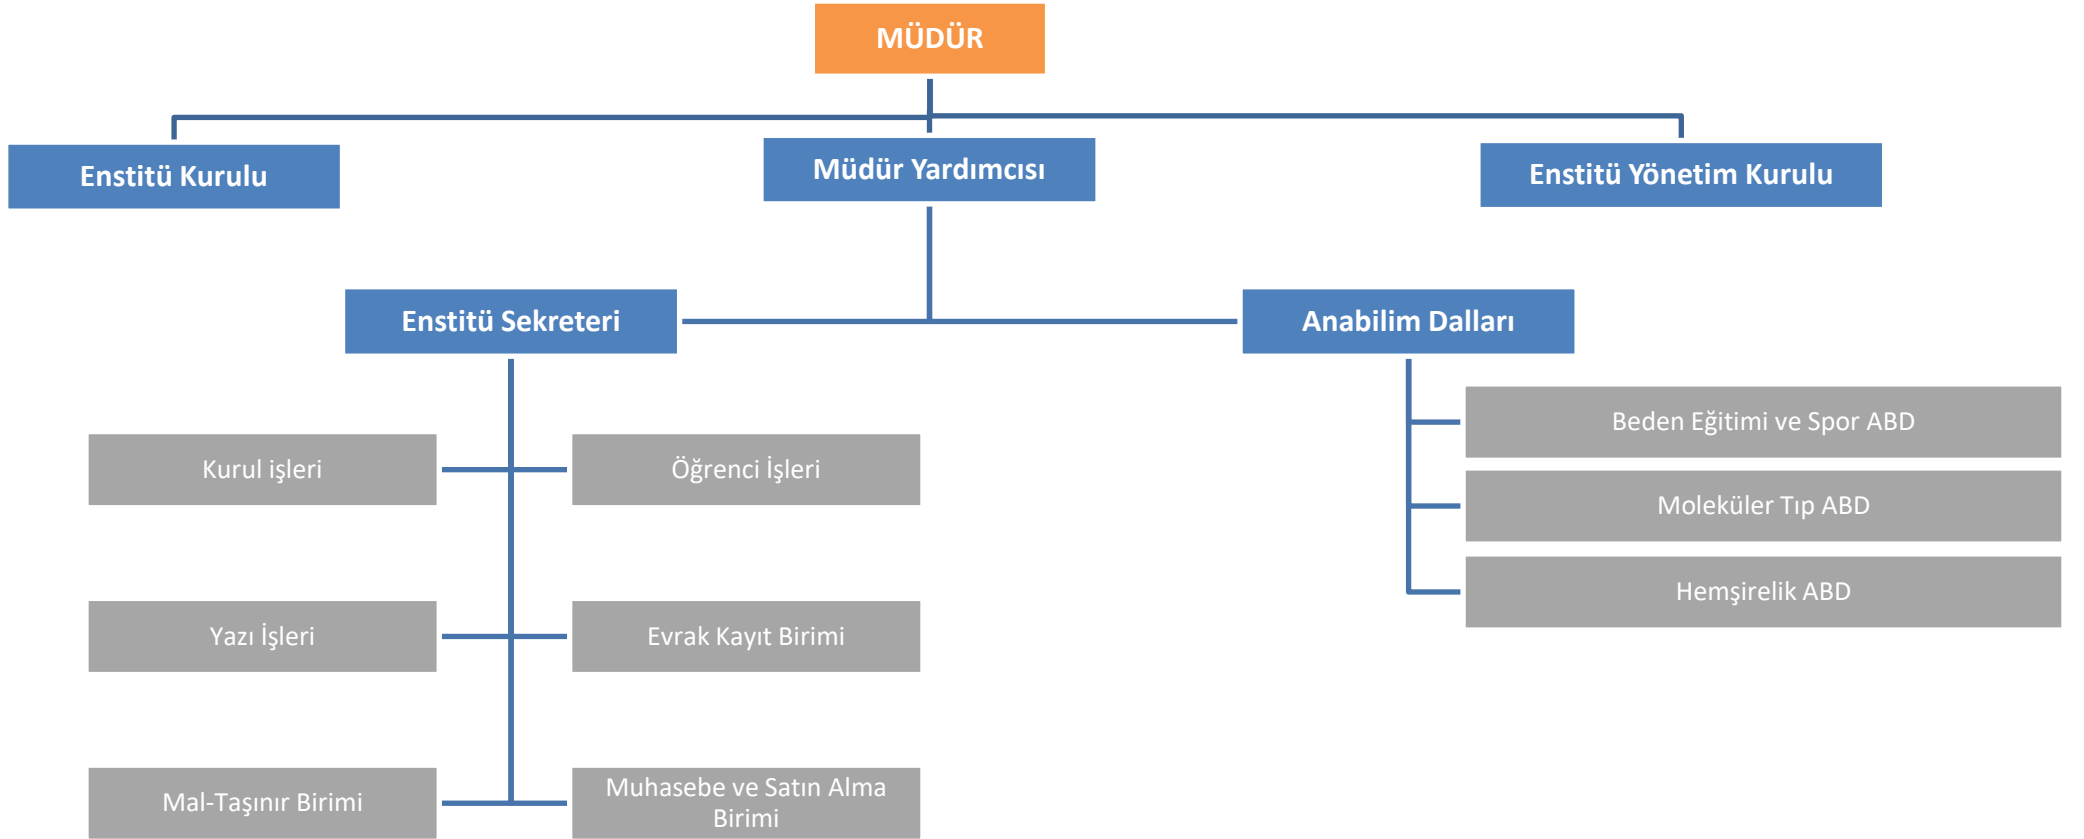 MÜDÜR
Enstitü Kurulu
Müdür Yardımcısı
Enstitü Yönetim Kurulu
Enstitü Sekreteri
Anabilim Dalları
Kurul işleri
Öğrenci İşleri
Yazı İşleri
Evrak Kayıt Birimi
Mal-Taşınır Birimi
Muhasebe ve Satın Alma
Birimi
Beden Eğitimi ve Spor ABD
Moleküler Tıp ABD
Hemşirelik ABD